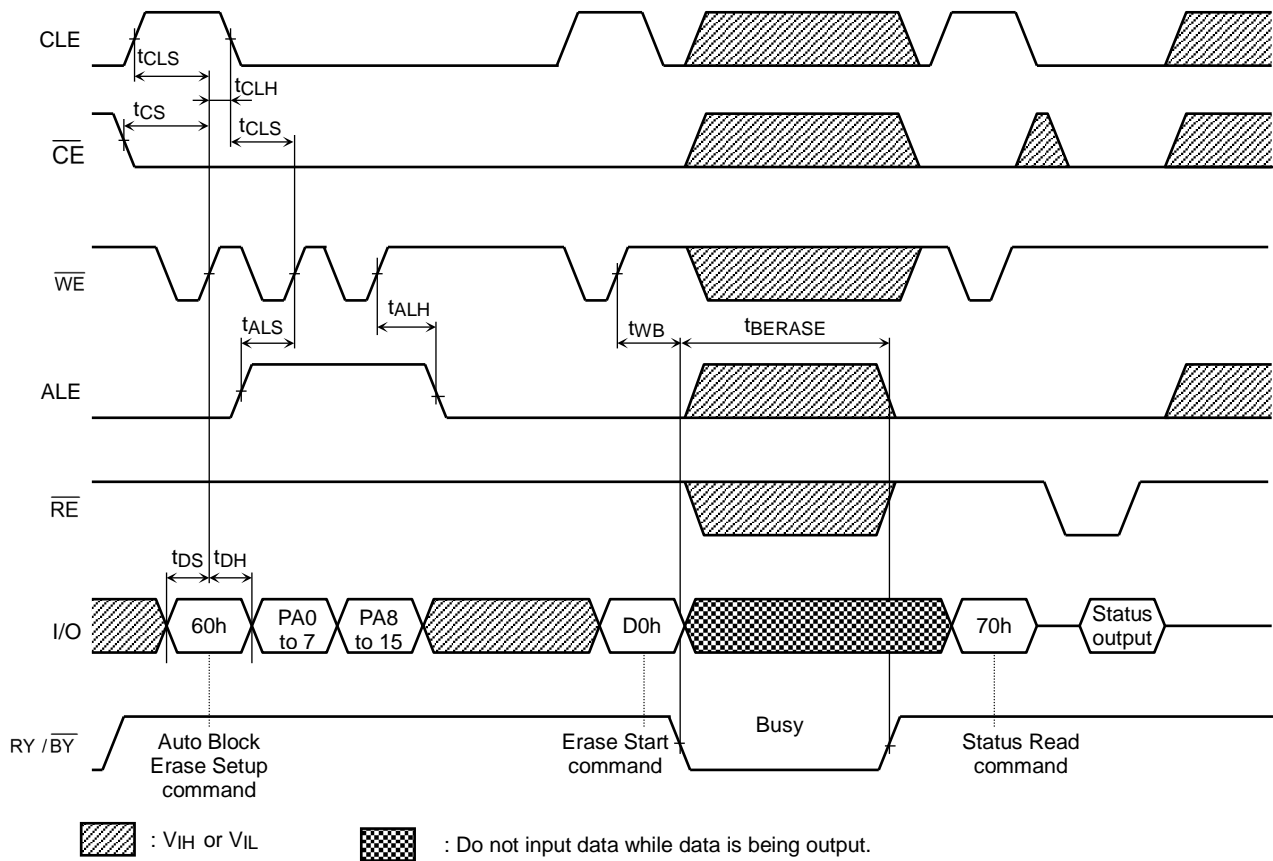 CLE
tCLS
tCLH
tCS
tCLS
CE
WE
tALS
tALH
tWB
tBERASE
ALE
RE
tDS
tDH
I/O
60h
PA0
to 7
PA8
to 15
D0h
70h
Status
output
RY / BY
Busy
Auto Block
Erase Setup
command
Erase Start
command
Status Read
command
: VIH or VIL
: Do not input data while data is being output.